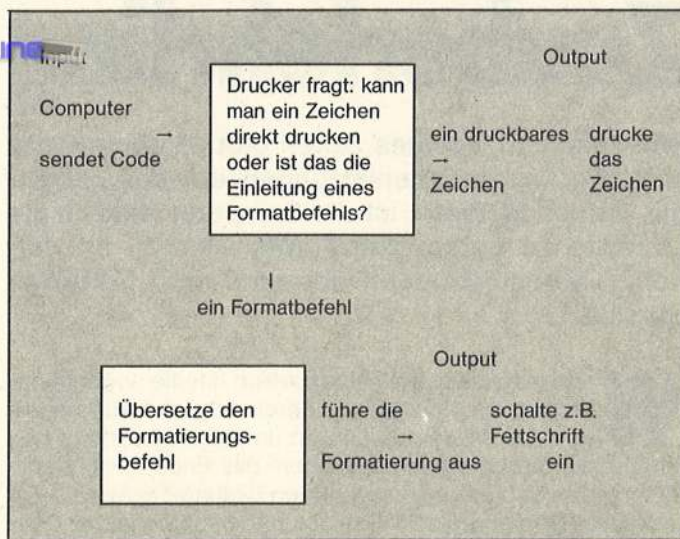 Input
Output
Computer
sendet Code
→
Drucker fragt: kann
man ein Zeichen
direkt drucken
oder ist das die
Einleitung eines
Formatbefehls?
ein druckbares
→
Zeichen
drucke
das
Zeichen
↓
ein Formatbefehl
Übersetze den
Formatierungs-
befehl
Output
führe die
→
Formatierung aus
schalte z.B.
Fettschrift
ein